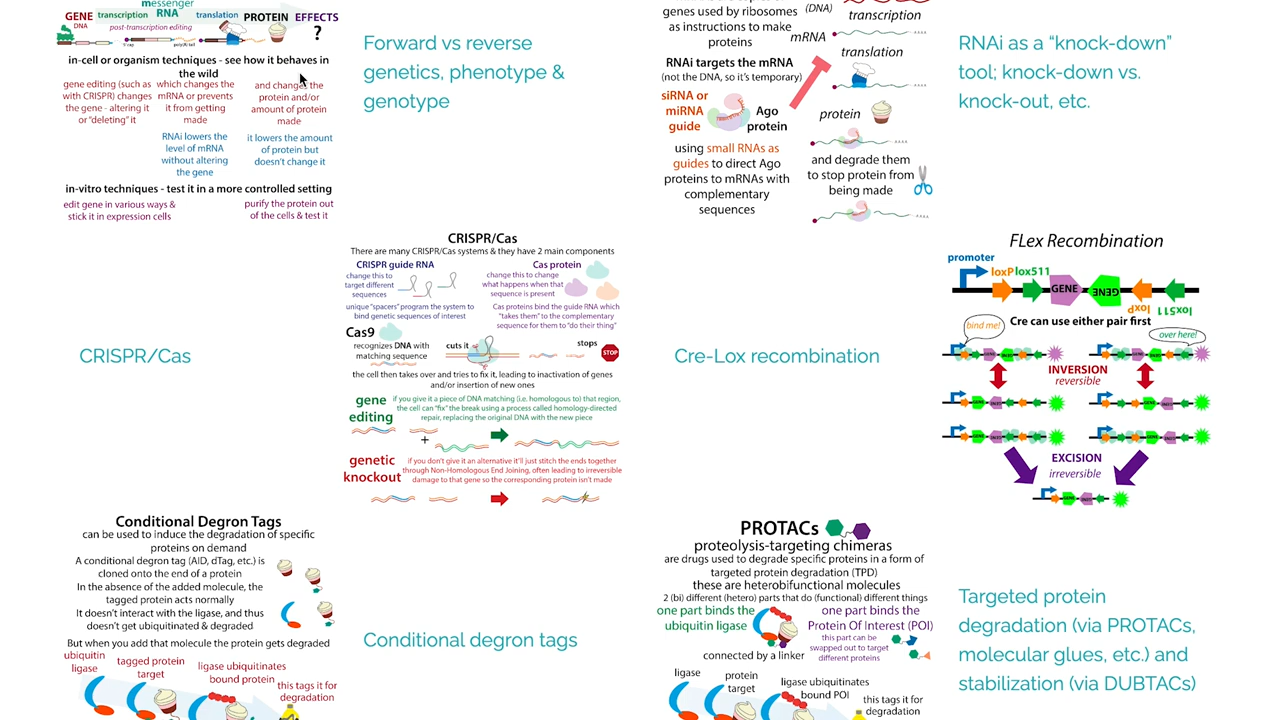 messenger
GENE transcription RNA translation PROTEIN EFFECTS
DNA
post-transcription editing
?
5'cap
poly(A) tail
in-cell or organism techniques - see how it behaves in
the wild
gene editing (such as
with CRISPR) changes
the gene - altering it
or "deleting" it
which changes the
mRNA or prevents
it from getting
made
and changes the
protein and/or
amount of protein
made
RNAi lowers the
level of mRNA
without altering
the gene
it lowers the amount
of protein but
doesn't change it
in-vitro techniques - test it in a more controlled setting
edit gene in various ways &
stick it in expression cells
purify the protein out
of the cells & test it
Forward vs reverse
genetics, phenotype &
genotype
genes used by ribosomes
as instructions to make
proteins
RNAi targets the mRNA
(not the DNA, so it's temporary)
siRNA or
miRNA
guide
Ago
protein
using small RNAs as
guides to direct Ago
proteins to mRNAs with
complementary
sequences
(DNA)
transcription
mRNA
AAAA
translation
AAAA
protein
AAAA
and degrade them
to stop protein from
being made
AAAA
RNAi as a “knock-down”
tool; knock-down vs.
knock-out, etc.
CRISPR/Cas
CRISPR/Cas
There are many CRISPR/Cas systems & they have 2 main components
CRISPR guide RNA
change this to
target different
sequences
unique "spacers" program the system to
bind genetic sequences of interest
Cas protein
change this to change
what happens when that
sequence is present
Cas proteins bind the guide RNA which
"takes them" to the complementary
sequence for them to "do their thing"
Cas9
recognizes DNA with
matching sequence
cuts it
stops
STOP
the cell then takes over and tries to fix it, leading to inactivation of genes
and/or insertion of new ones
gene
editing
if you give it a piece of DNA matching (i.e. homologous to) that region,
the cell can "fix" the break using a process called homology-directed
repair, replacing the original DNA with the new piece
+
genetic
knockout
if you don't give it an alternative it'll just stitch the ends together
through Non-Homologous End Joining, often leading to irreversible
damage to that gene so the corresponding protein isn't made
Cre-Lox recombination
FLex Recombination
promoter
loxP lox511
GENE GENE
loxP lox511
Cre can use either pair first
bind me!
over here!
INVERSION
reversible
EXCISION
irreversible
Conditional Degron Tags
can be used to induce the degradation of specific
proteins on demand
A conditional degron tag (AID, dTag, etc.) is
cloned onto the end of a protein
In the absence of the added molecule, the
tagged protein acts normally
It doesn't interact with the ligase, and thus
doesn't get ubiquitinated & degraded
But when you add that molecule the protein gets degraded
ubiquitin
ligase
tagged protein
target
ligase ubiquitinates
bound protein
this tags it for
degradation
Conditional degron tags
PROTACs
proteolysis-targeting chimeras
are drugs used to degrade specific proteins in a form of
targeted protein degradation (TPD)
these are heterobifunctional molecules
2 (bi) different (hetero) parts that do (functional) different things
one part binds the
ubiquitin ligase
one part binds the
Protein Of Interest (POI)
this part can be
swapped out to target
different proteins
connected by a linker
ligase
protein
target
ligase ubiquitinates
bound POI
this tags it for
degradation
Targeted protein
degradation (via PROTACs,
molecular glues, etc.) and
stabilization (via DUBTACs)